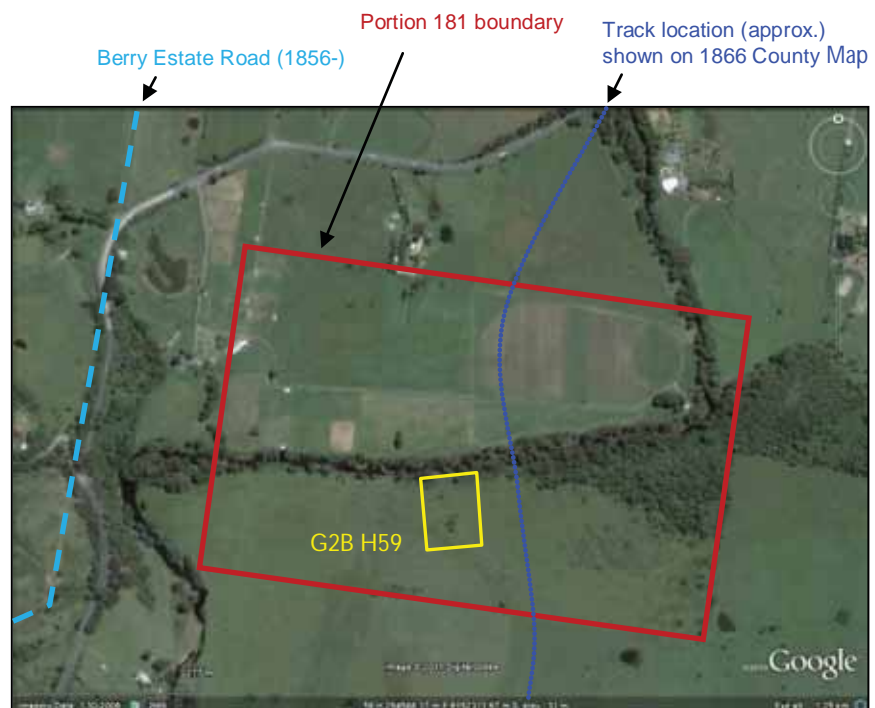 Portion 181 boundary
Track location (approx.)
shown on 1866 County Map
Berry Estate Road (1856-)
G2B H59
Google